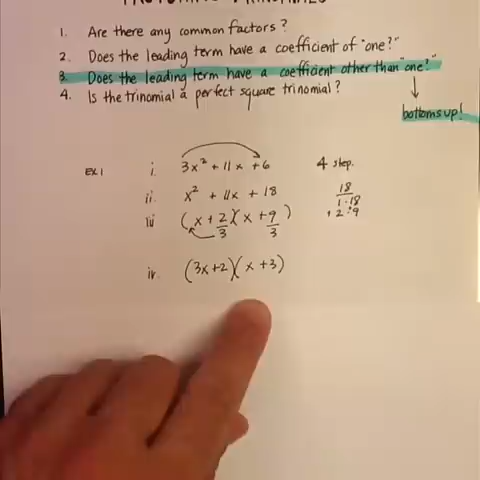 1. Are there any common factors?
2. Does the leading term have a coefficient of "one?"
3. Does the leading term have a coefficient other than "one?"
4. Is the trinomial a perfect square trinomial?
bottoms up!
Ex 1 i. 3x² + 11x + 6 4 step.
ii. x² + 11x + 18 18
1·18
iii (x + 2/3)(x + 9/3) + 2·9
iv. (3x+2)(x+3)